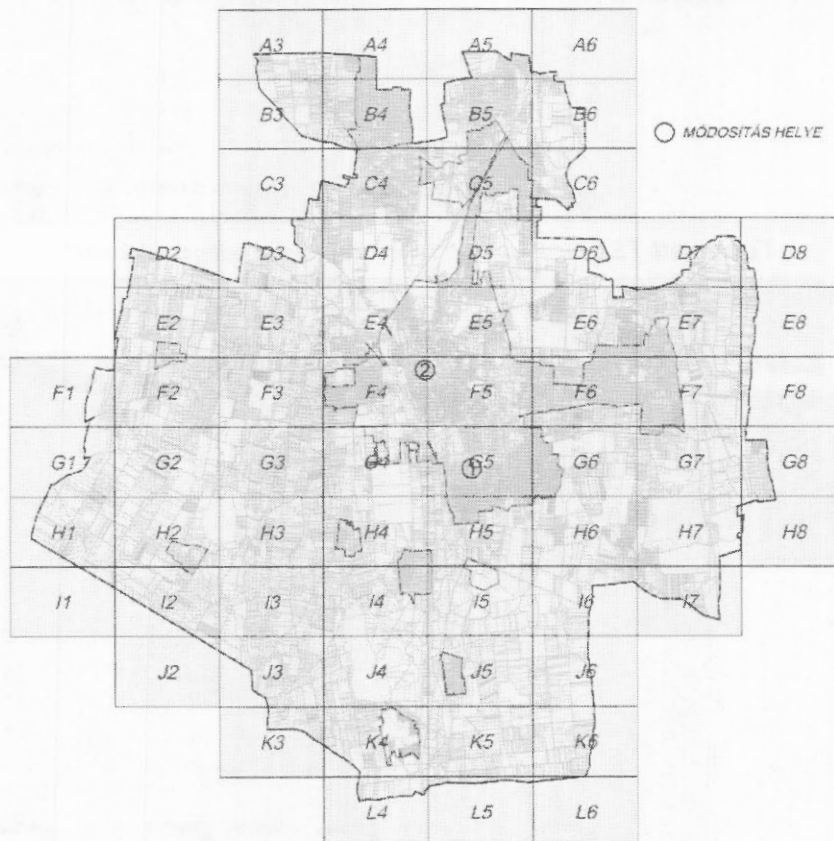 A3 A4 A5 A6
B3 B4 B5 B6
MÓDOSÍTÁS HELYE
C3 C4 C5 C6
D2 D3 D4 D5 D6 D7 D8
E2 E3 E4 E5 E6 E7 E8
2
F1 F2 F3 F4 F5 F6 F7 F8
G1 G2 G3 G4 G5 G6 G7 G8
1
H1 H2 H3 H4 H5 H6 H7 H8
I1 I2 I3 I4 I5 I6 I7
J2 J3 J4 J5 J6
K3 K4 K5 K6
L4 L5 L6